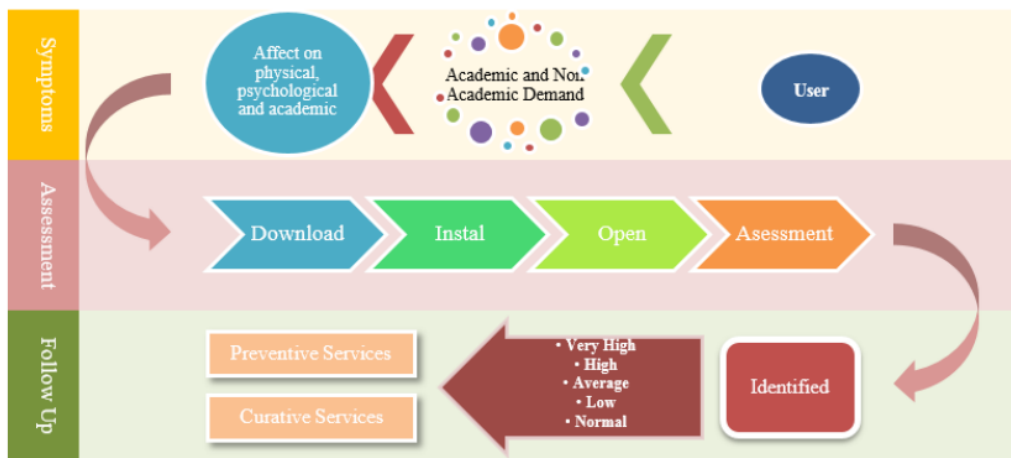 Symptoms
Affect on
physical,
psychological
and academic
Academic and Non
Academic Demand
User
Assessment
Download
Instal
Open
Asessment
Follow Up
Preventive Services
Curative Services
• Very High
• High
• Average
• Low
• Normal
Identified